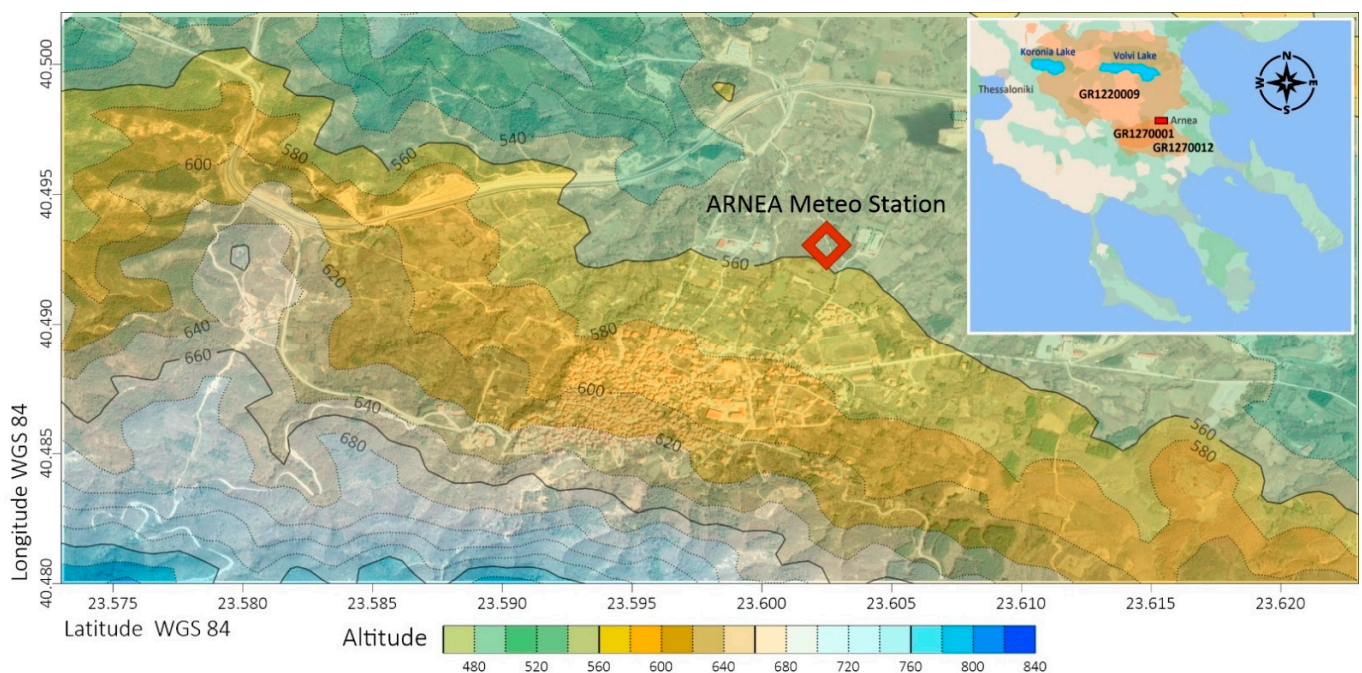 Koronia Lake
Volvi Lake
Thessaloniki
GR1220009
Arnea
GR1270001
GR1270012
N
W
E
S
40.500
40.495
40.490
40.485
40.480
Longitude WGS 84
540
560
580
600
ARNEA Meteo Station
560
620
640
660
580
600
640
680
620
560
580
23.575
23.580
23.585
23.590
23.595
23.600
23.605
23.610
23.615
23.620
Latitude WGS 84
Altitude
480
520
560
600
640
680
720
760
800
840